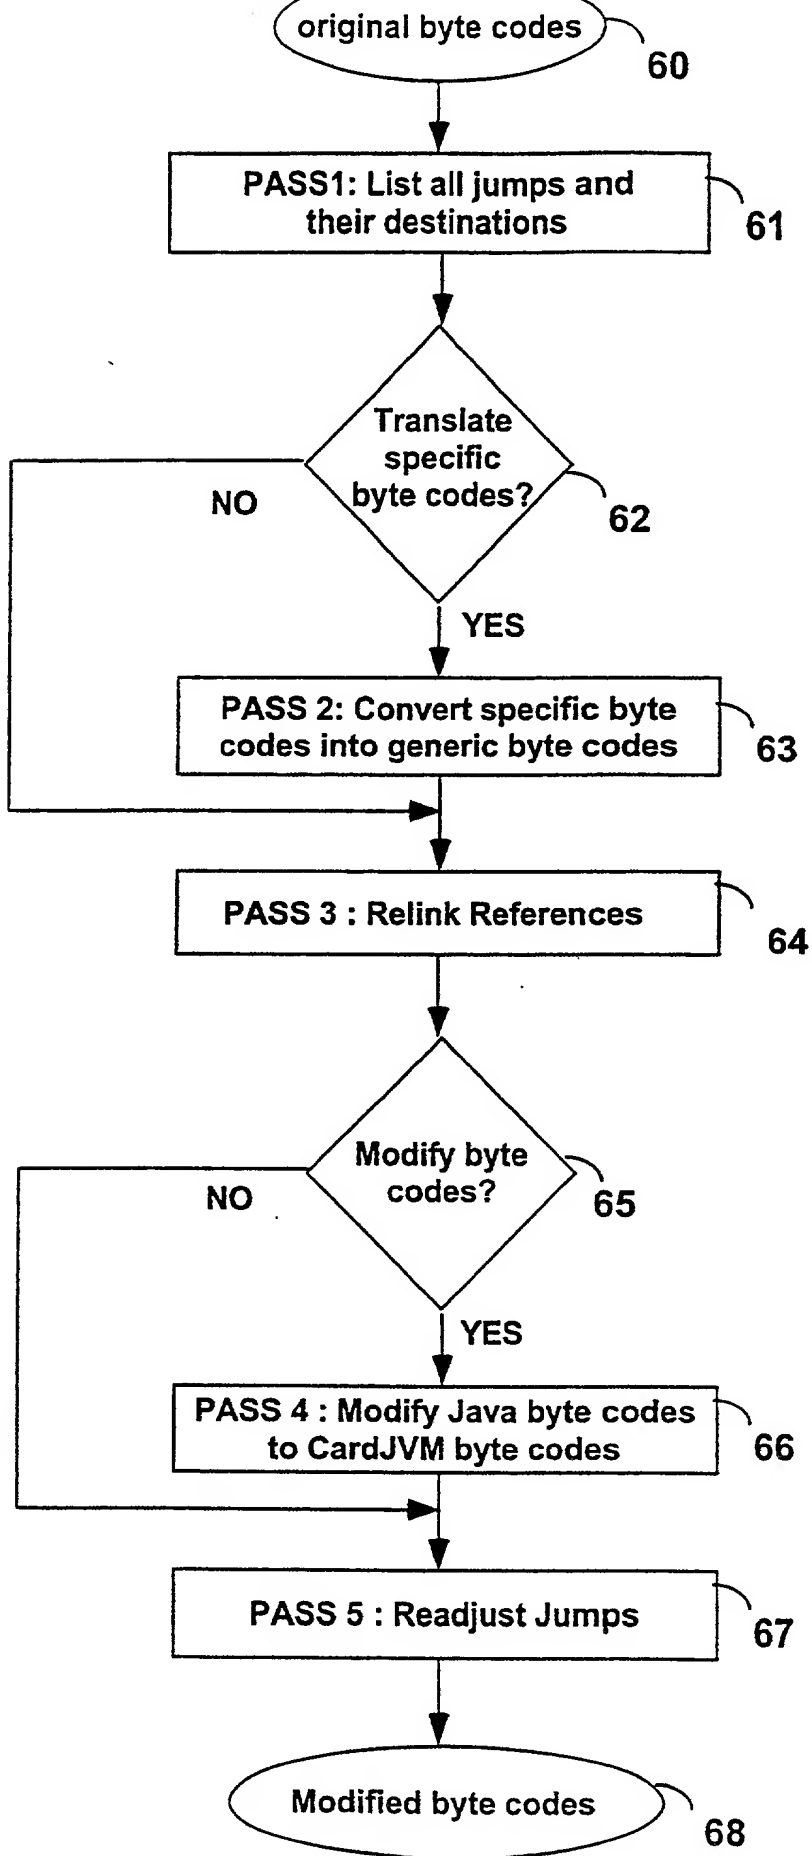 original byte codes
60
PASS1: List all jumps and
their destinations
61
Translate
specific
byte codes?
62
NO
YES
PASS 2: Convert specific byte
codes into generic byte codes
63
PASS 3 : Relink References
64
Modify byte
codes?
65
NO
YES
PASS 4 : Modify Java byte codes
to CardJVM byte codes
66
PASS 5 : Readjust Jumps
67
Modified byte codes
68